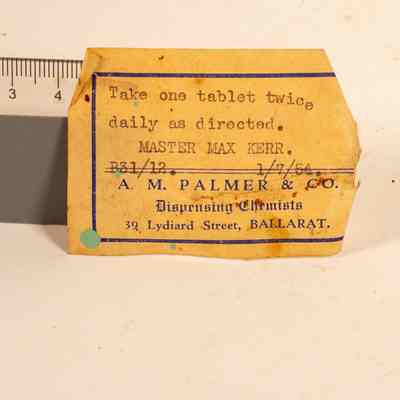 3 4
Take one tablet twice
daily as directed.
MASTER MAX KERR.
B31/12. 1/7/54.
A. M. PALMER & CO.
Dispensing Chemists
39 Lydiard Street, BALLARAT.